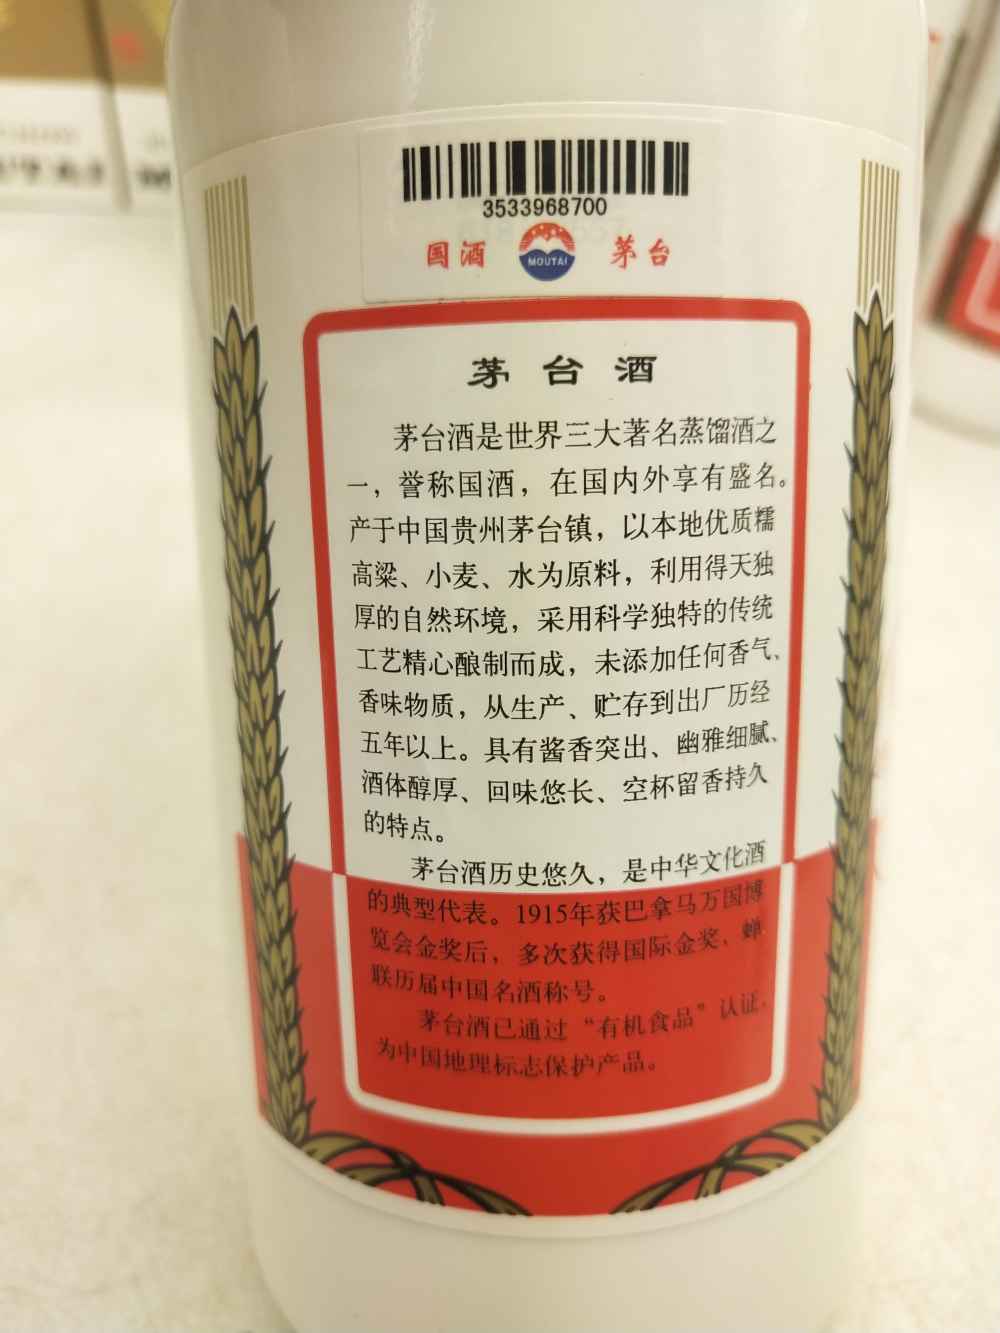 3533968700
国酒 MOUTAI 茅台
茅台酒
茅台酒是世界三大著名蒸馏酒之
一，誉称国酒，在国内外享有盛名。
产于中国贵州茅台镇，以本地优质糯
高粱、小麦、水为原料，利用得天独
厚的自然环境，采用科学独特的传统
工艺精心酿制而成，未添加任何香气、
香味物质，从生产、贮存到出厂历经
五年以上。具有酱香突出、幽雅细腻、
酒体醇厚、回味悠长、空杯留香持久
的特点。
茅台酒历史悠久，是中华文化酒
的典型代表。1915年获巴拿马万国博
览会金奖后，多次获得国际金奖、蝉
联历届中国名酒称号。
茅台酒已通过“有机食品”认证，
为中国地理标志保护产品。